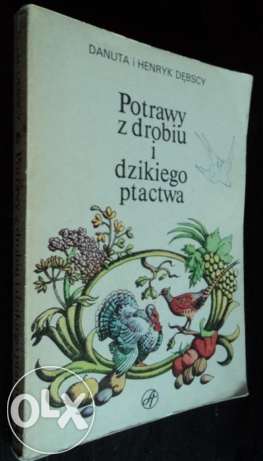 DANUTA I HENRYK DĘBSCY
Potrawy
z drobiu
i
dzikiego
ptactwa
OLX